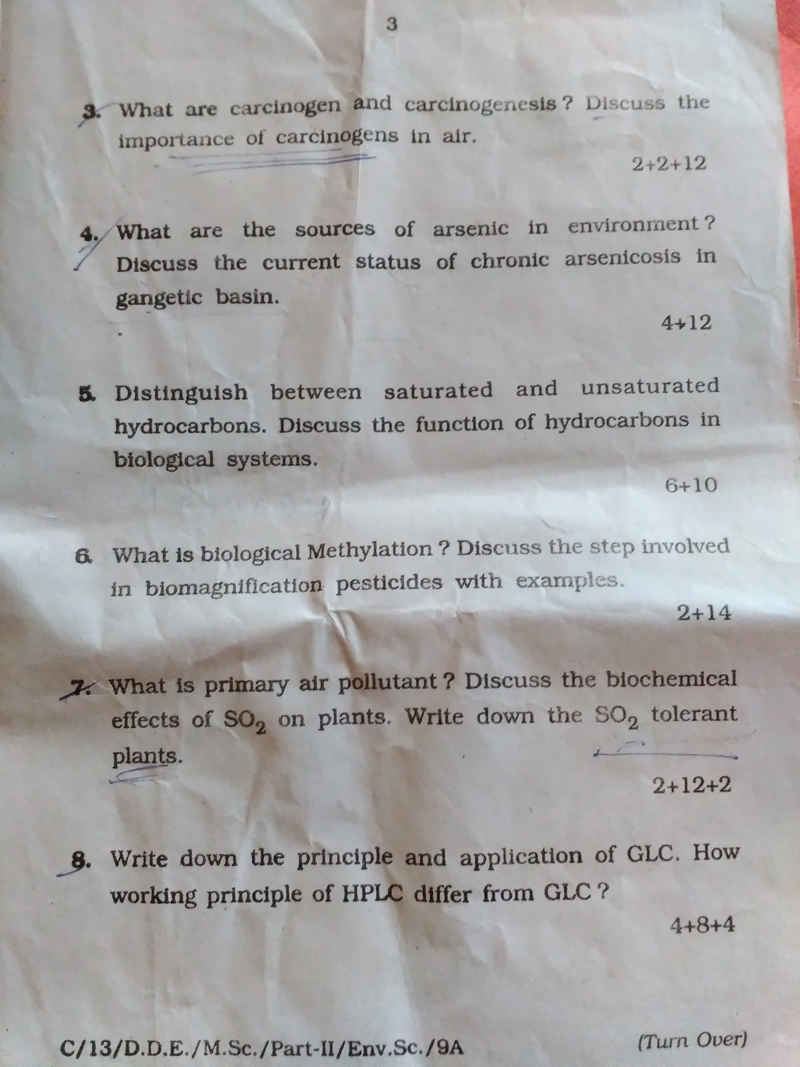 3
3. What are carcinogen and carcinogenesis ? Discuss the
importance of carcinogens in air.
2+2+12
4. What are the sources of arsenic in environment ?
Discuss the current status of chronic arsenicosis in
gangetic basin.
4+12
5. Distinguish between saturated and unsaturated
hydrocarbons. Discuss the function of hydrocarbons in
biological systems.
6+10
6. What is biological Methylation ? Discuss the step involved
in biomagnification pesticides with examples.
2+14
7. What is primary air pollutant ? Discuss the biochemical
effects of SO₂ on plants. Write down the SO₂ tolerant
plants.
2+12+2
8. Write down the principle and application of GLC. How
working principle of HPLC differ from GLC ?
4+8+4
C/13/D.D.E./M.Sc./Part-II/Env.Sc./9A
(Turn Over)